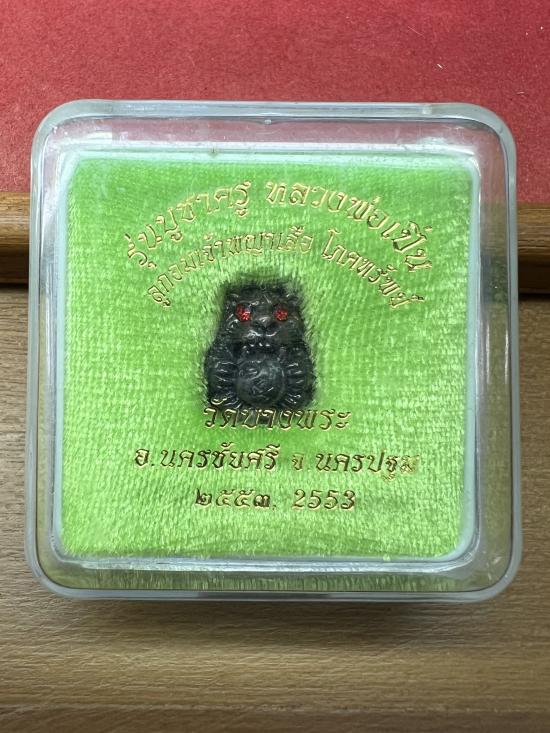 รุ่นบูชาครู หลวงพ่อเปิ่น
ลูกอมเจ้าพญาเสือ โภคทรัพย์
วัดบางพระ
อ.นครชัยศรี จ.นครปฐม
๒๕๕๓. 2553